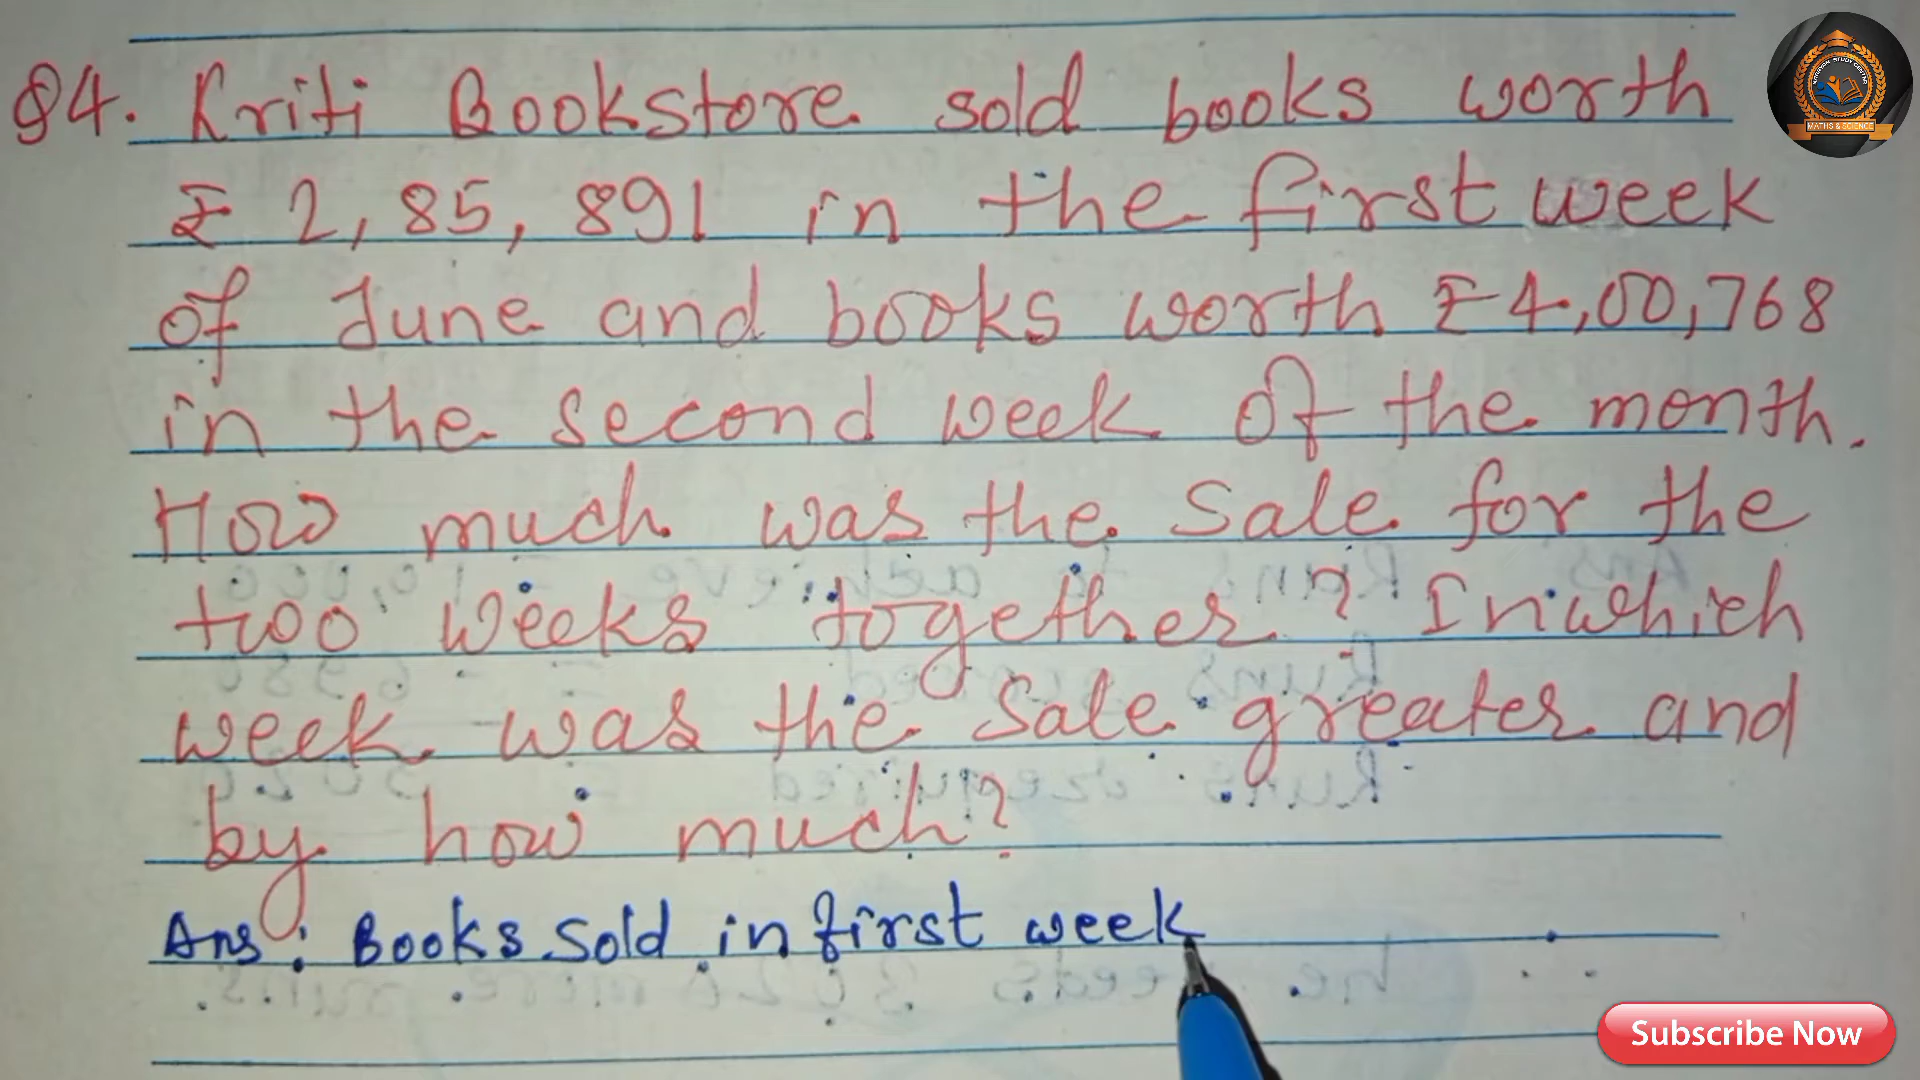 Q4. Kriti Bookstore sold books worth
₹ 2,85,891 in the first week
of June and books worth ₹4,00,768
in the second week of the month.
How much was the sale for the
two weeks together? In which
week was the sale greater and
by how much?
Ans: Books sold in first week
MATHS & SCIENCE
Subscribe Now